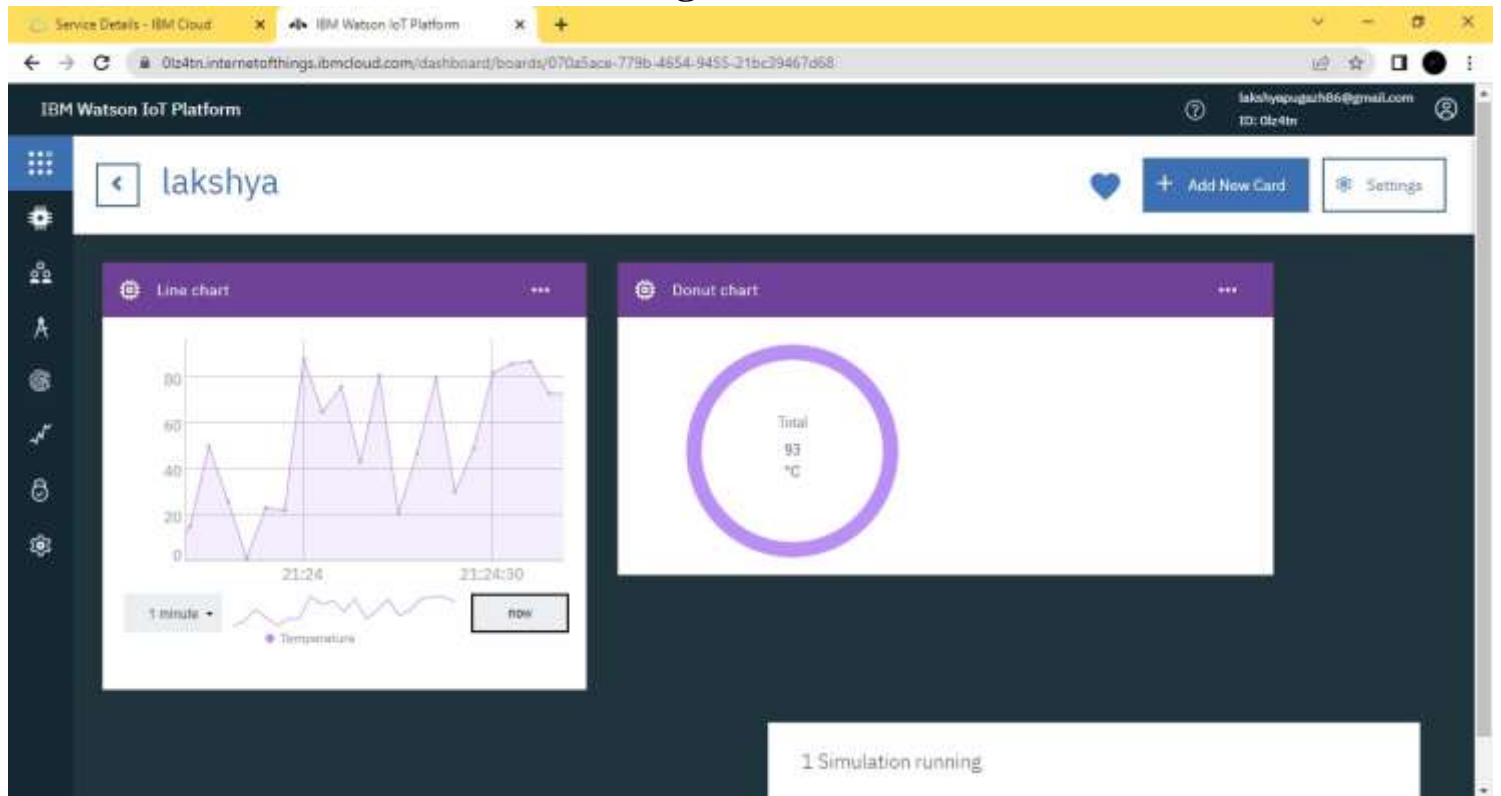 Service Details - IBM Cloud
IBM Watson IoT Platform
0lz4tn.internetofthings.ibmcloud.com/dashboard/boards/070a5ace-779b-4654-9455-21bc39467d68
IBM Watson IoT Platform
lakshyapugazh86@gmail.com
ID: 0lz4tn
lakshya
+ Add New Card
Settings
Line chart
Donut chart
80
60
40
20
0
21:24
21:24:30
1 minute
now
Temperature
Total
93
°C
1 Simulation running